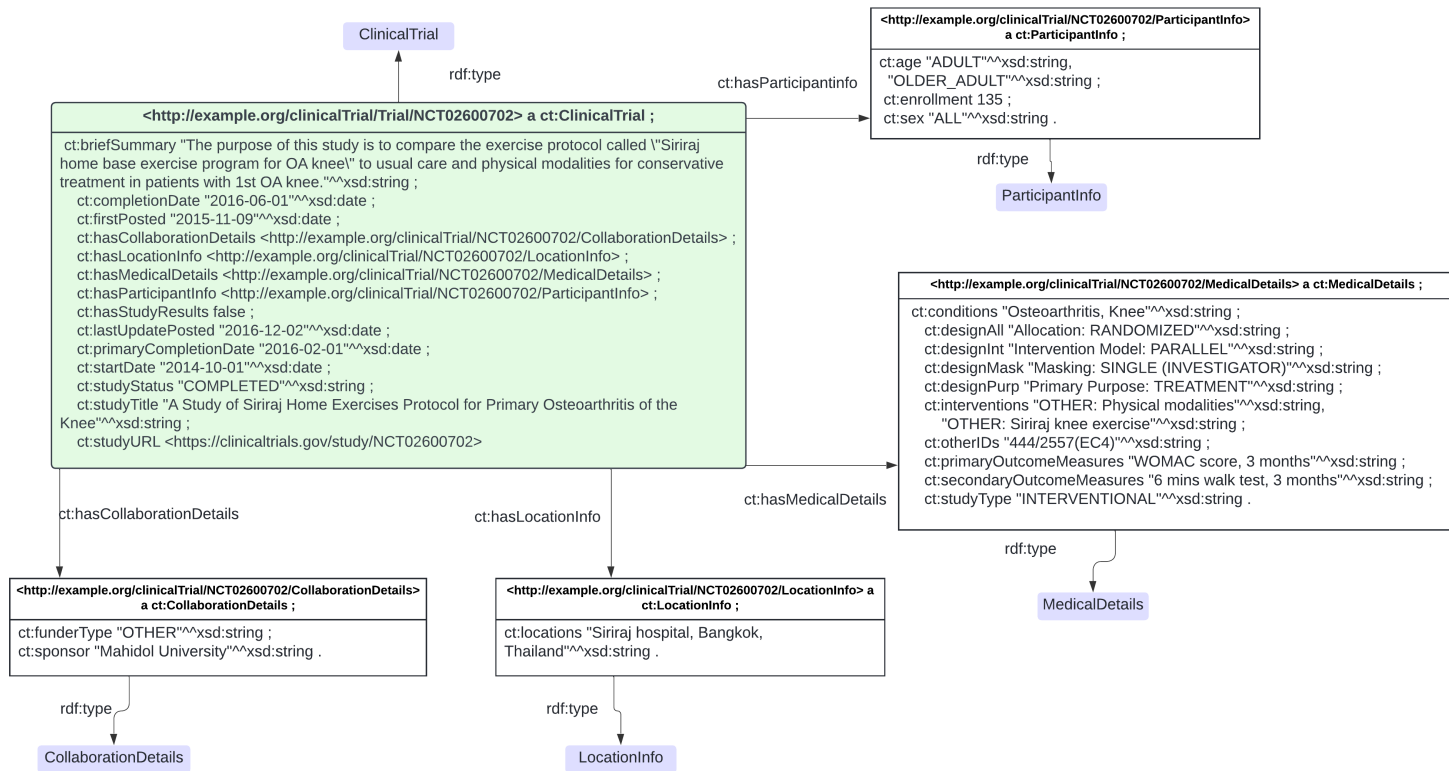 ClinicalTrial
rdf:type
<http://example.org/clinicalTrial/Trial/NCT02600702> a ct:ClinicalTrial ;
ct:briefSummary "The purpose of this study is to compare the exercise protocol called \"Siriraj
home base exercise program for OA knee\" to usual care and physical modalities for conservative
treatment in patients with 1st OA knee."^^xsd:string ;
ct:completionDate "2016-06-01"^^xsd:date ;
ct:firstPosted "2015-11-09"^^xsd:date ;
ct:hasCollaborationDetails <http://example.org/clinicalTrial/NCT02600702/CollaborationDetails> ;
ct:hasLocationInfo <http://example.org/clinicalTrial/NCT02600702/LocationInfo> ;
ct:hasMedicalDetails <http://example.org/clinicalTrial/NCT02600702/MedicalDetails> ;
ct:hasParticipantInfo <http://example.org/clinicalTrial/NCT02600702/ParticipantInfo> ;
ct:hasStudyResults false ;
ct:lastUpdatePosted "2016-12-02"^^xsd:date ;
ct:primaryCompletionDate "2016-02-01"^^xsd:date ;
ct:startDate "2014-10-01"^^xsd:date ;
ct:studyStatus "COMPLETED"^^xsd:string ;
ct:studyTitle "A Study of Siriraj Home Exercises Protocol for Primary Osteoarthritis of the
Knee"^^xsd:string ;
ct:studyURL <https://clinicaltrials.gov/study/NCT02600702>
ct:hasParticipantinfo
<http://example.org/clinicalTrial/NCT02600702/ParticipantInfo>
a ct:ParticipantInfo ;
ct:age "ADULT"^^xsd:string,
"OLDER_ADULT"^^xsd:string ;
ct:enrollment 135 ;
ct:sex "ALL"^^xsd:string .
rdf:type
ParticipantInfo
ct:hasMedicalDetails
<http://example.org/clinicalTrial/NCT02600702/MedicalDetails> a ct:MedicalDetails ;
ct:conditions "Osteoarthritis, Knee"^^xsd:string ;
ct:designAll "Allocation: RANDOMIZED"^^xsd:string ;
ct:designInt "Intervention Model: PARALLEL"^^xsd:string ;
ct:designMask "Masking: SINGLE (INVESTIGATOR)"^^xsd:string ;
ct:designPurp "Primary Purpose: TREATMENT"^^xsd:string ;
ct:interventions "OTHER: Physical modalities"^^xsd:string,
"OTHER: Siriraj knee exercise"^^xsd:string ;
ct:otherIDs "444/2557(EC4)"^^xsd:string ;
ct:primaryOutcomeMeasures "WOMAC score, 3 months"^^xsd:string ;
ct:secondaryOutcomeMeasures "6 mins walk test, 3 months"^^xsd:string ;
ct:studyType "INTERVENTIONAL"^^xsd:string .
rdf:type
MedicalDetails
ct:hasCollaborationDetails
<http://example.org/clinicalTrial/NCT02600702/CollaborationDetails>
a ct:CollaborationDetails ;
ct:funderType "OTHER"^^xsd:string ;
ct:sponsor "Mahidol University"^^xsd:string .
rdf:type
CollaborationDetails
ct:hasLocationInfo
<http://example.org/clinicalTrial/NCT02600702/LocationInfo> a
ct:LocationInfo ;
ct:locations "Siriraj hospital, Bangkok,
Thailand"^^xsd:string .
rdf:type
LocationInfo